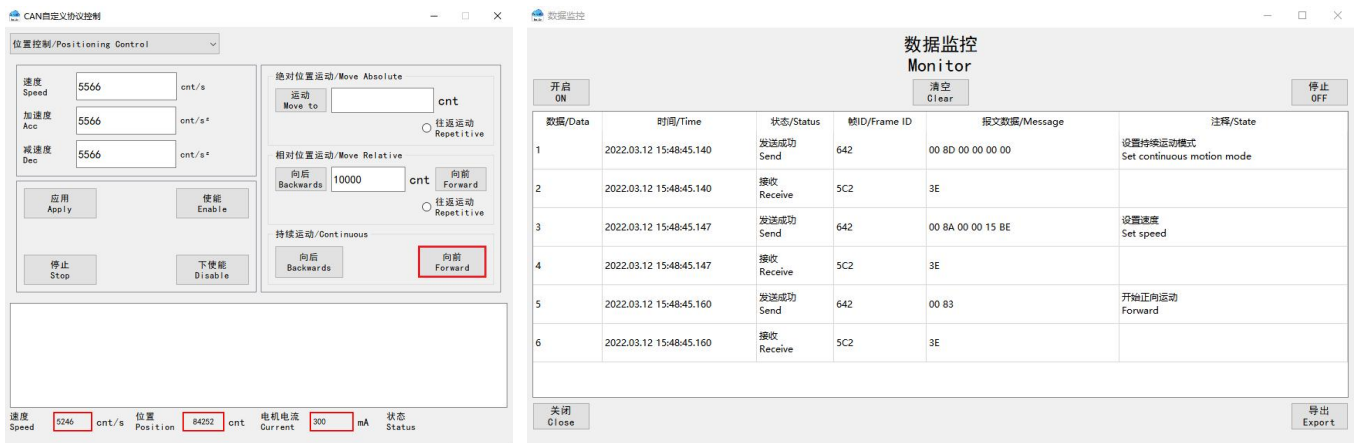 CAN自定义协议控制
位置控制/Positioning Control
速度
Speed
5566
cnt/s
加速度
Acc
5566
cnt/s²
减速度
Dec
5566
cnt/s²
应用
Apply
使能
Enable
停止
Stop
下使能
Disable
绝对位置运动/Move Absolute
运动
Move to
cnt
往返运动
Repetitive
相对位置运动/Move Relative
向后
Backwards
10000
cnt
向前
Forward
往返运动
Repetitive
持续运动/Continuous
向后
Backwards
向前
Forward
速度
Speed
5246
cnt/s
位置
Position
84252
cnt
电机电流
Current
300
mA
状态
Status
数据监控
数据监控
Monitor
开启
ON
清空
Clear
停止
OFF
数据/Data 时间/Time 状态/Status 帧ID/Frame ID 报文数据/Message 注释/State
1 2022.03.12 15:48:45.140 发送成功 Send 642 00 8D 00 00 00 00 设置持续运动模式 Set continuous motion mode
2 2022.03.12 15:48:45.140 接收 Receive 5C2 3E
3 2022.03.12 15:48:45.147 发送成功 Send 642 00 8A 00 00 15 BE 设置速度 Set speed
4 2022.03.12 15:48:45.147 接收 Receive 5C2 3E
5 2022.03.12 15:48:45.160 发送成功 Send 642 00 83 开始正向运动 Forward
6 2022.03.12 15:48:45.160 接收 Receive 5C2 3E
关闭
Close
导出
Export